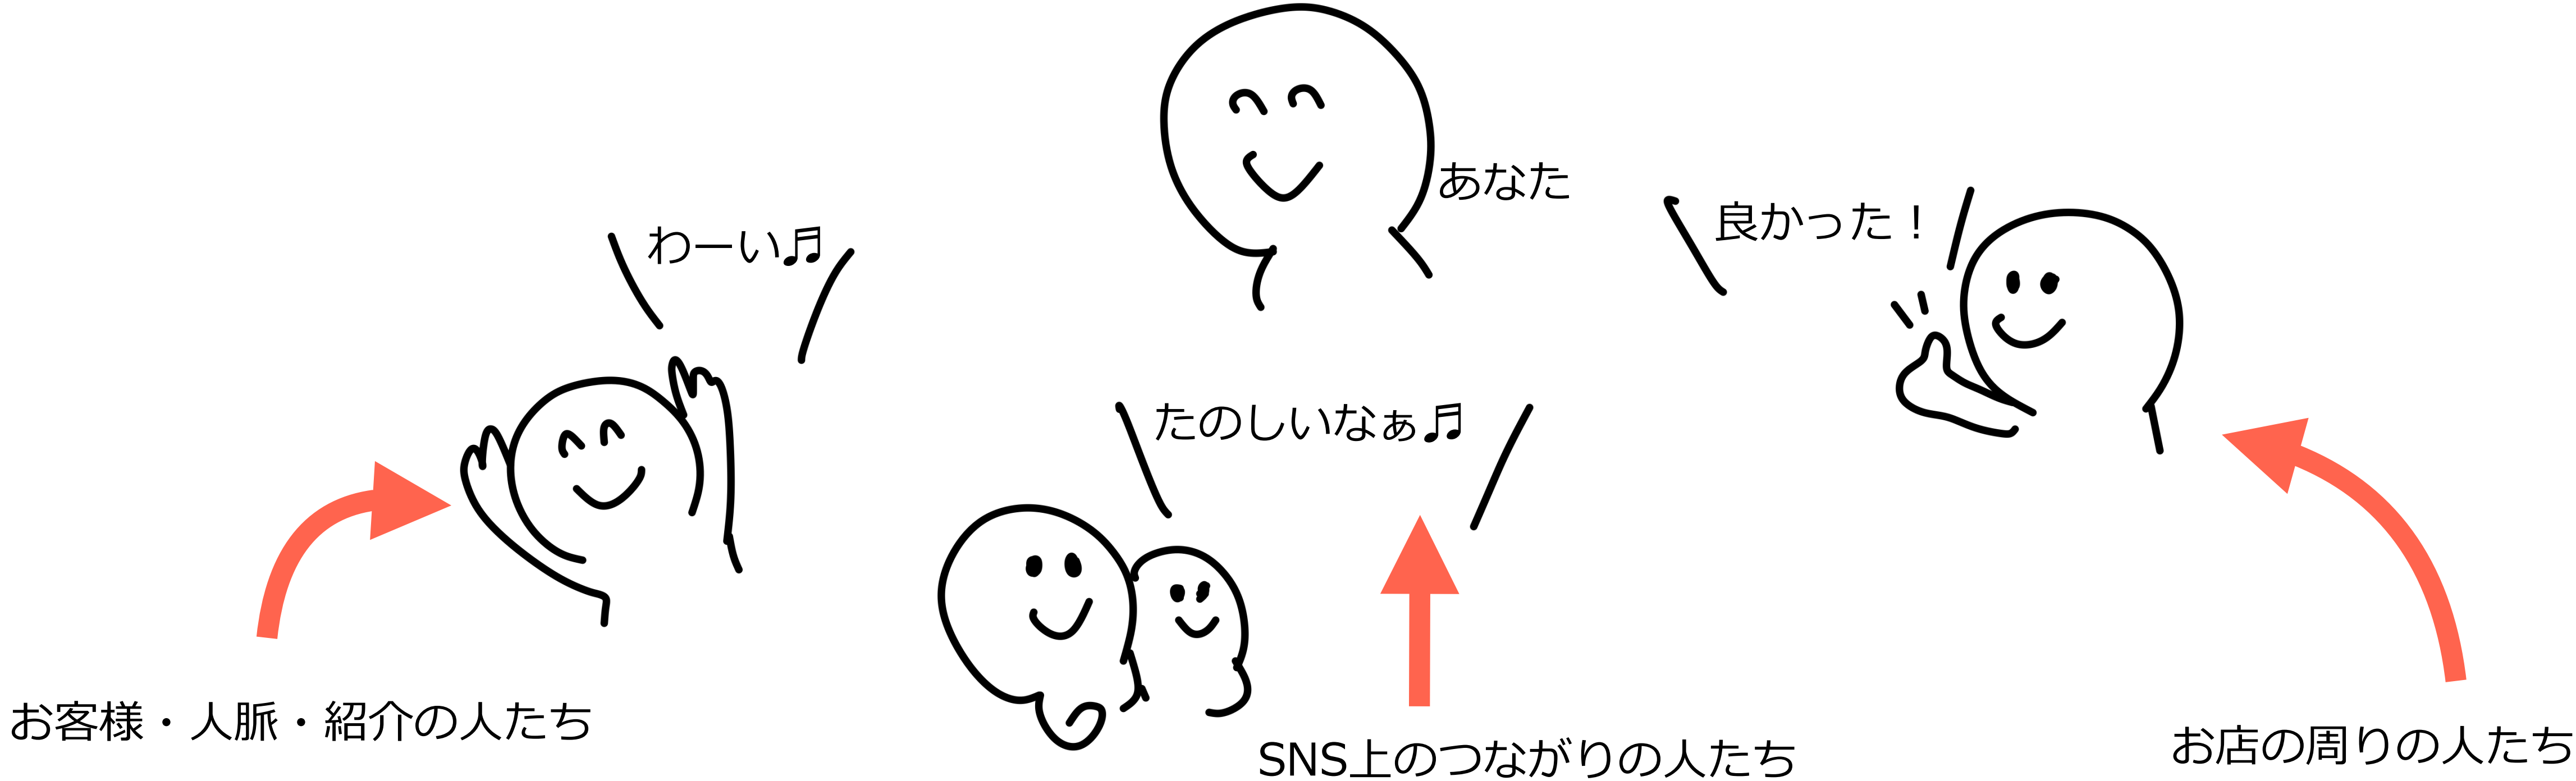 あなた
わーい♫
良かった！
たのしいなぁ♫
お客様・人脈・紹介の人たち
SNS上のつながりの人たち
お店の周りの人たち